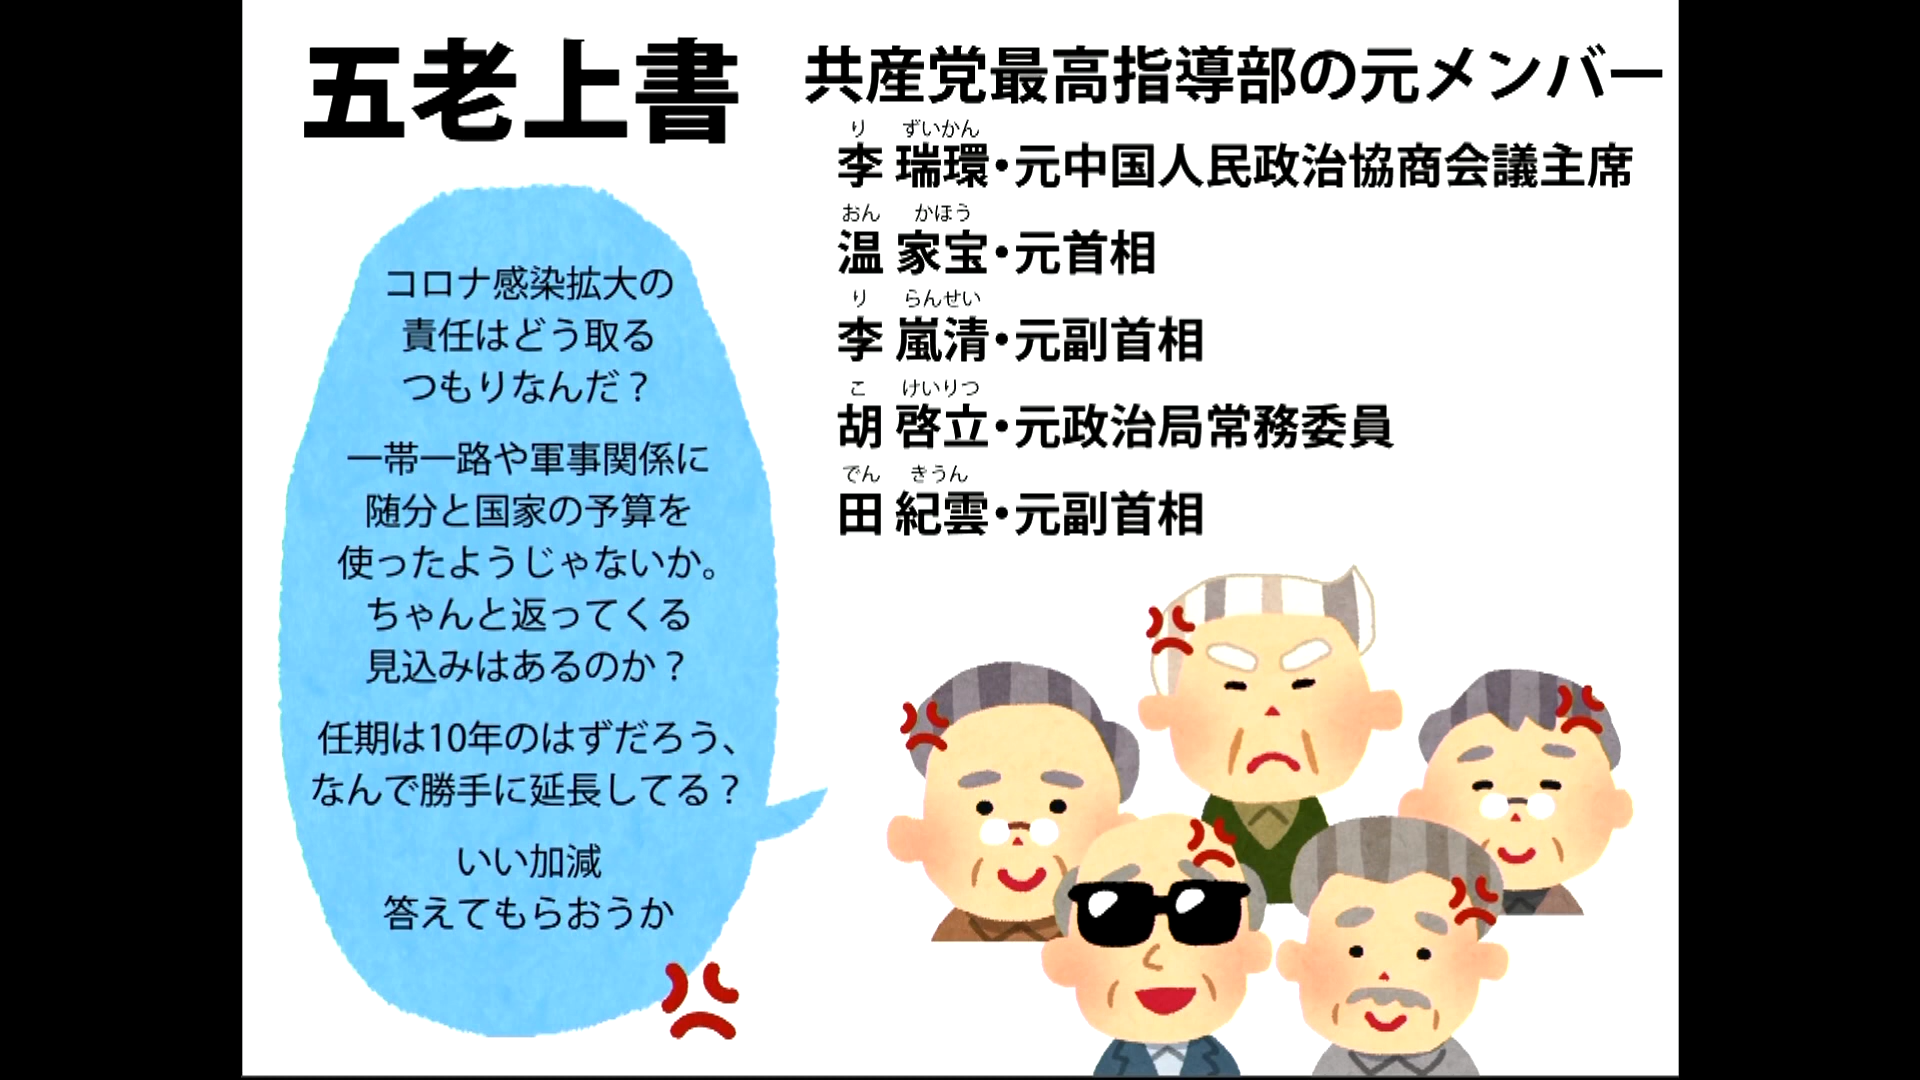 五老上書
コロナ感染拡大の
責任はどう取る
つもりなんだ？
一帯一路や軍事関係に
随分と国家の予算を
使ったようじゃないか。
ちゃんと返ってくる
見込みはあるのか？
任期は10年のはずだろう、
なんで勝手に延長してる？
いい加減
答えてもらおうか
共産党最高指導部の元メンバー
り ずいかん
李 瑞環・元中国人民政治協商会議主席
おん かほう
温 家宝・元首相
り らんせい
李 嵐清・元副首相
こ けいりつ
胡 啓立・元政治局常務委員
でん きうん
田 紀雲・元副首相